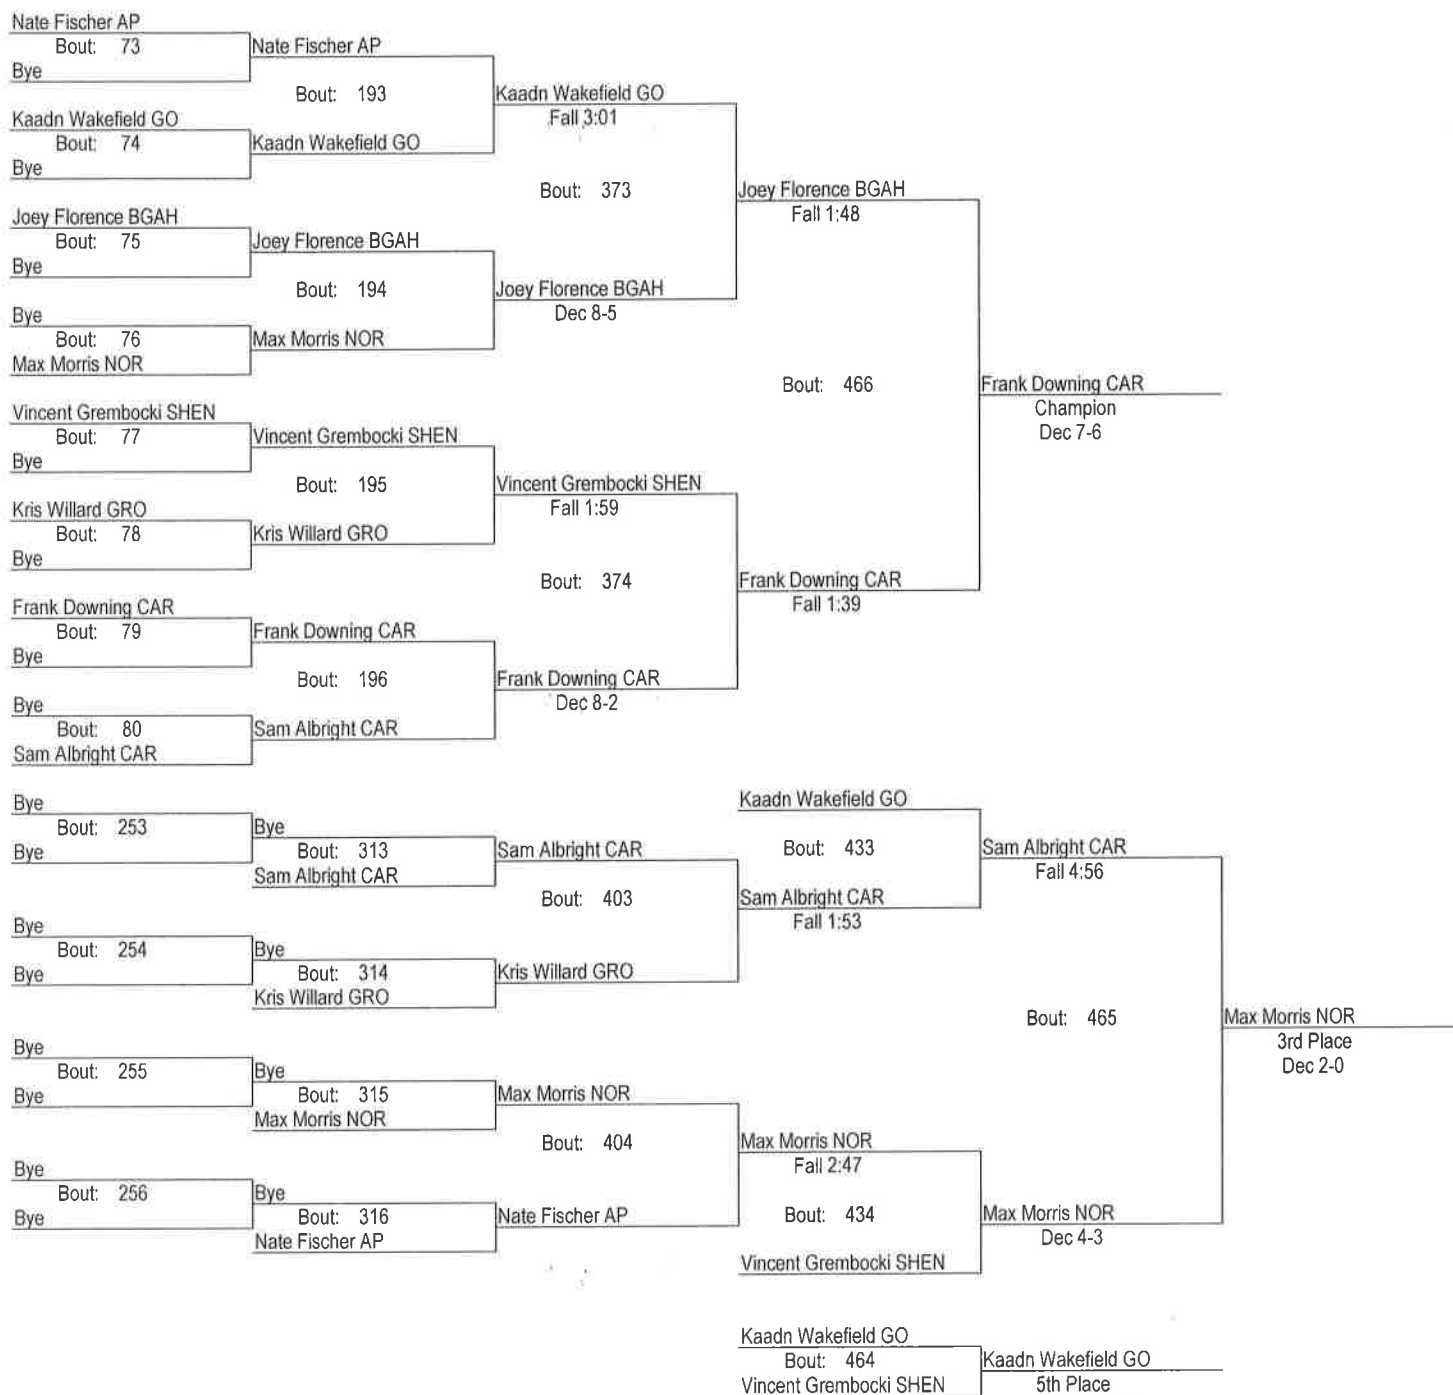 Nate Fischer AP
Bout: 73
Bye
Nate Fischer AP
Bout: 193
Kaadn Wakefield GO
Bout: 74
Bye
Kaadn Wakefield GO
Kaadn Wakefield GO
Fall 3:01
Bout: 373
Joey Florence BGAH
Bout: 75
Bye
Joey Florence BGAH
Bout: 194
Bye
Bout: 76
Max Morris NOR
Max Morris NOR
Joey Florence BGAH
Dec 8-5
Joey Florence BGAH
Fall 1:48
Bout: 466
Vincent Grembocki SHEN
Bout: 77
Bye
Vincent Grembocki SHEN
Bout: 195
Kris Willard GRO
Bout: 78
Bye
Kris Willard GRO
Vincent Grembocki SHEN
Fall 1:59
Bout: 374
Frank Downing CAR
Bout: 79
Bye
Frank Downing CAR
Bout: 196
Bye
Bout: 80
Sam Albright CAR
Sam Albright CAR
Frank Downing CAR
Dec 8-2
Frank Downing CAR
Fall 1:39
Frank Downing CAR
Champion
Dec 7-6
Bye
Bout: 253
Bye
Bye
Bout: 313
Sam Albright CAR
Sam Albright CAR
Bout: 403
Bye
Bout: 254
Bye
Bye
Bout: 314
Kris Willard GRO
Kris Willard GRO
Kaadn Wakefield GO
Bout: 433
Sam Albright CAR
Fall 1:53
Sam Albright CAR
Fall 4:56
Bout: 465
Bye
Bout: 255
Bye
Bye
Bout: 315
Max Morris NOR
Max Morris NOR
Bout: 404
Bye
Bout: 256
Bye
Bye
Bout: 316
Nate Fischer AP
Nate Fischer AP
Max Morris NOR
Fall 2:47
Bout: 434
Vincent Grembocki SHEN
Max Morris NOR
Dec 4-3
Max Morris NOR
3rd Place
Dec 2-0
Kaadn Wakefield GO
Bout: 464
Vincent Grembocki SHEN
Kaadn Wakefield GO
5th Place